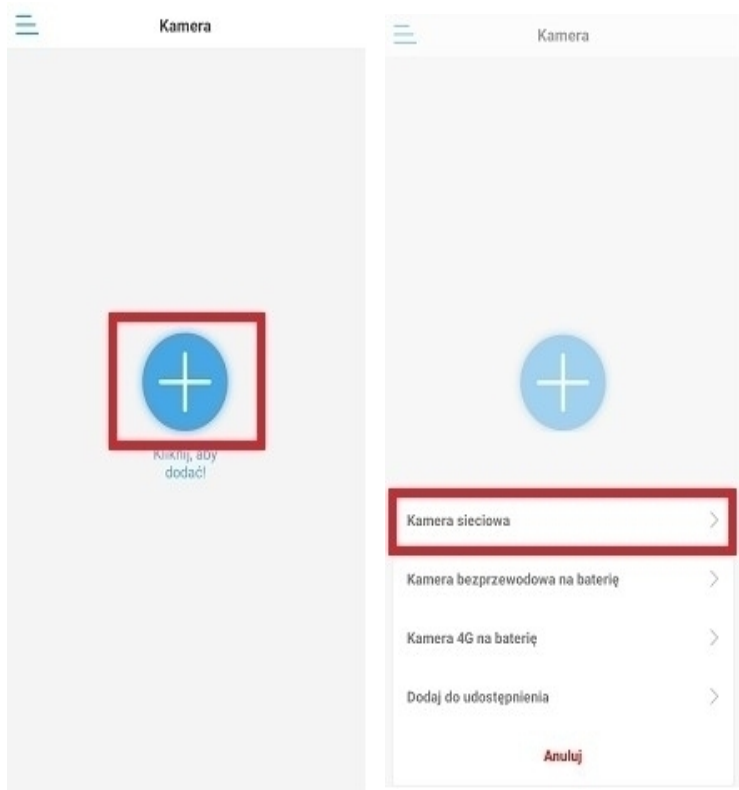 Kamera
Kliknij, aby
dodać!
Kamera
Kamera sieciowa
Kamera bezprzewodowa na baterię
Kamera 4G na baterię
Dodaj do udostępnienia
Anuluj